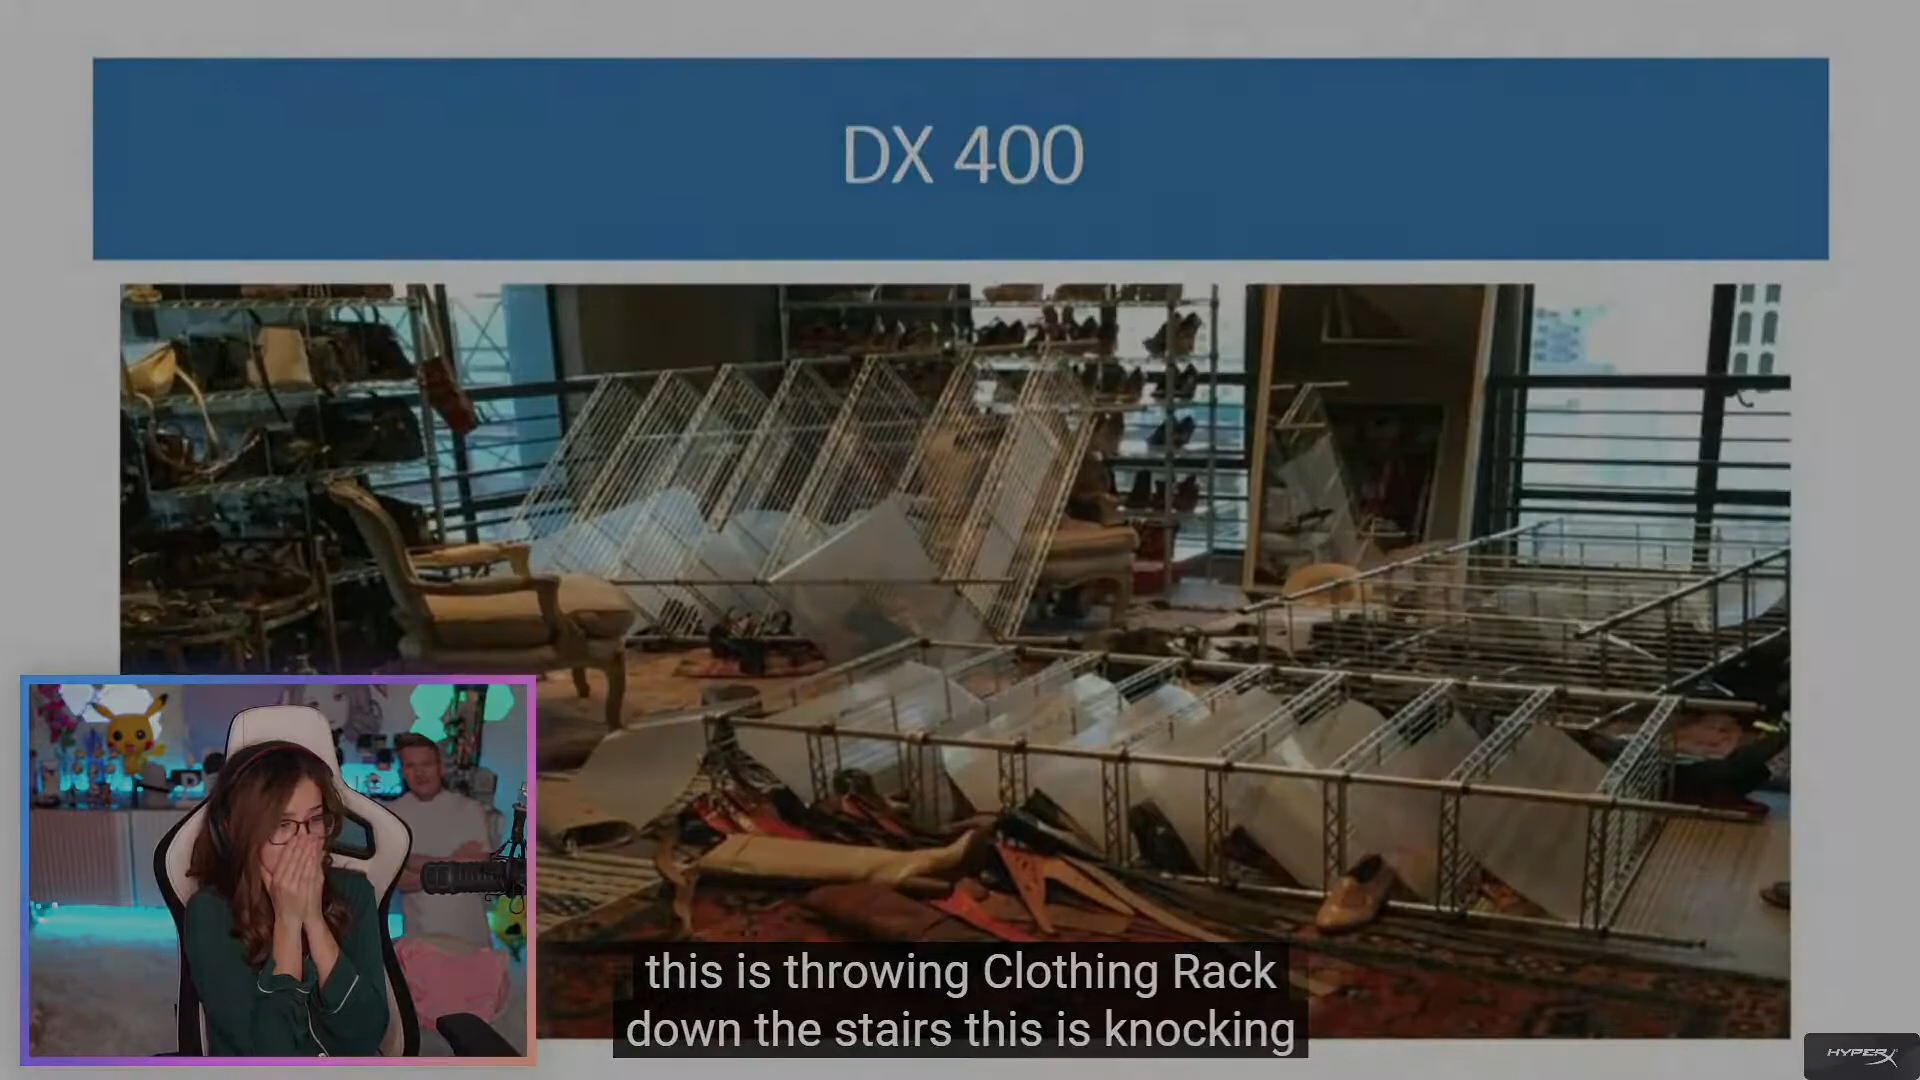 DX 400
this is throwing Clothing Rack
down the stairs this is knocking
HYPERX